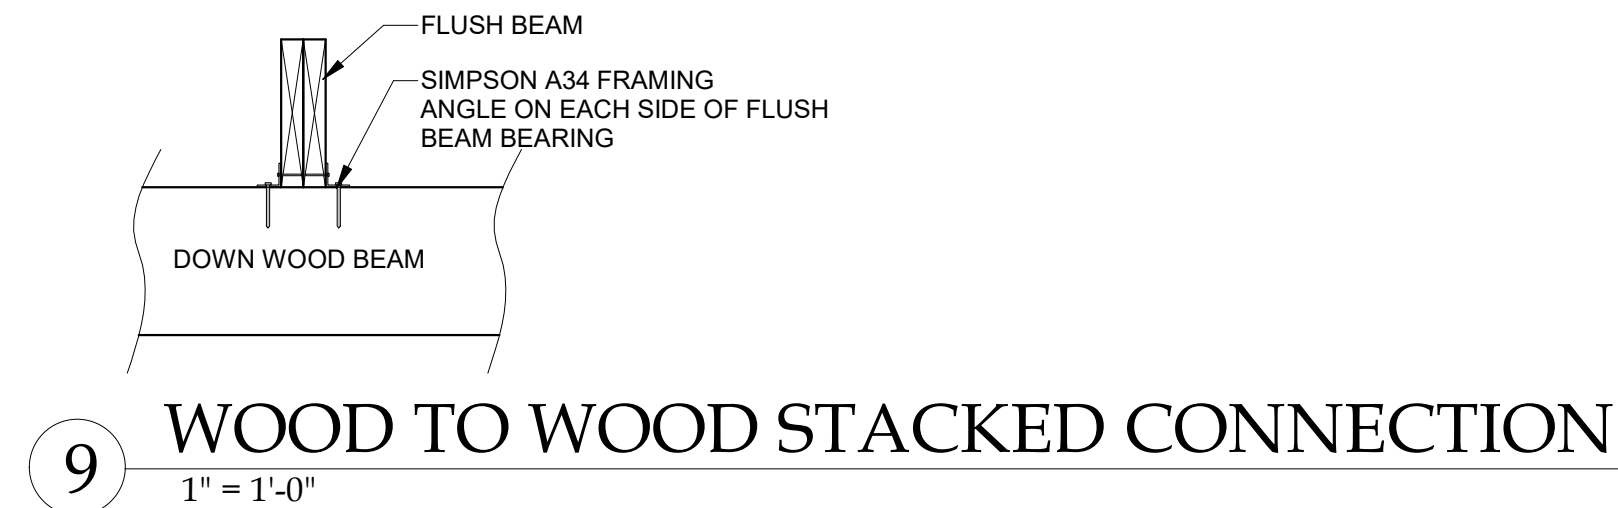 FLUSH BEAM
SIMPSON A34 FRAMING
ANGLE ON EACH SIDE OF FLUSH
BEAM BEARING
DOWN WOOD BEAM
9
WOOD TO WOOD STACKED CONNECTION
1" = 1'-0"